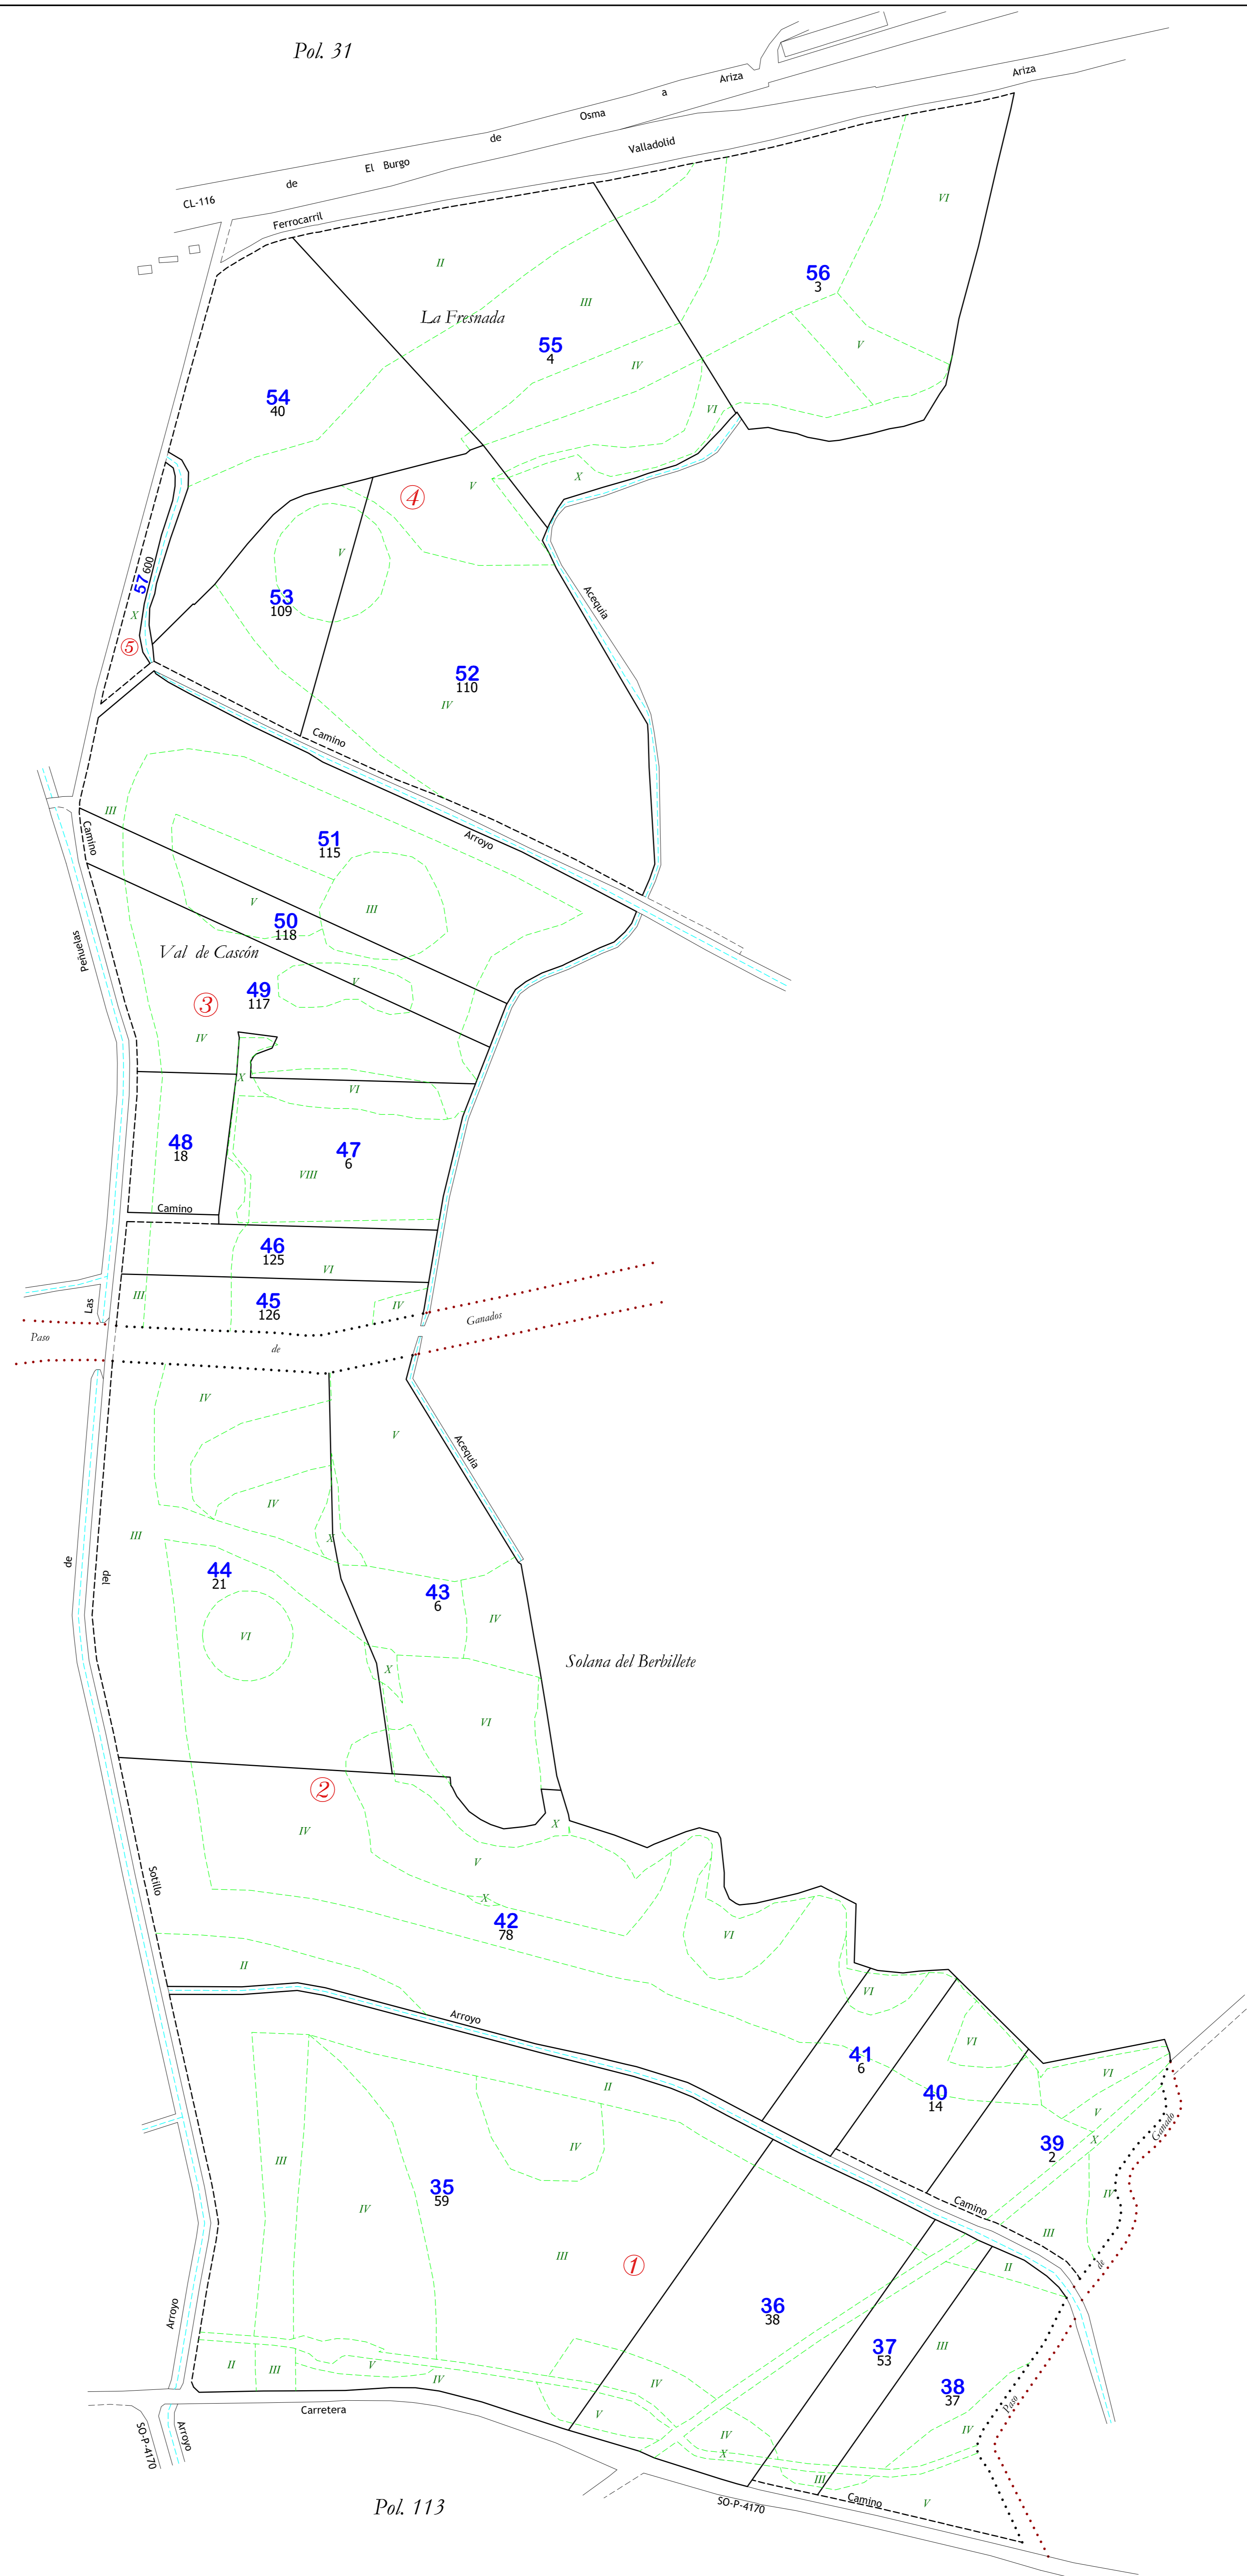 Pol. 31
CL-116
de
El Burgo
de
Osma
a
Ariza
Ferrocarril
Valladolid
Ariza
VI
II
56
3
III
La Fresnada
55
4
V
IV
54
40
VI
X
V
4
V
57
600
53
109
X
5
Acequia
52
110
IV
Camino
III
Camino
51
115
Arroyo
V
III
50
118
Peñuelas
Val de Cascón
V
49
117
3
IV
X
VI
48
18
47
6
VIII
Camino
46
125
VI
III
45
126
IV
Las
Ganados
Paso
de
IV
V
Acequia
IV
III
X
de
del
44
21
43
6
IV
VI
Solana del Berbillete
X
VI
2
IV
X
V
Sotillo
X
42
78
VI
II
VI
Arroyo
VI
41
6
40
14
VI
II
V
Ganado
39
2
X
IV
III
35
59
IV
IV
Camino
III
III
1
II
de
36
38
Arroyo
37
53
III
II
III
V
IV
IV
38
37
Paso
V
IV
IV
X
Carretera
SO-P-4170
Arroyo
III
Camino
V
SO-P-4170
Pol. 113